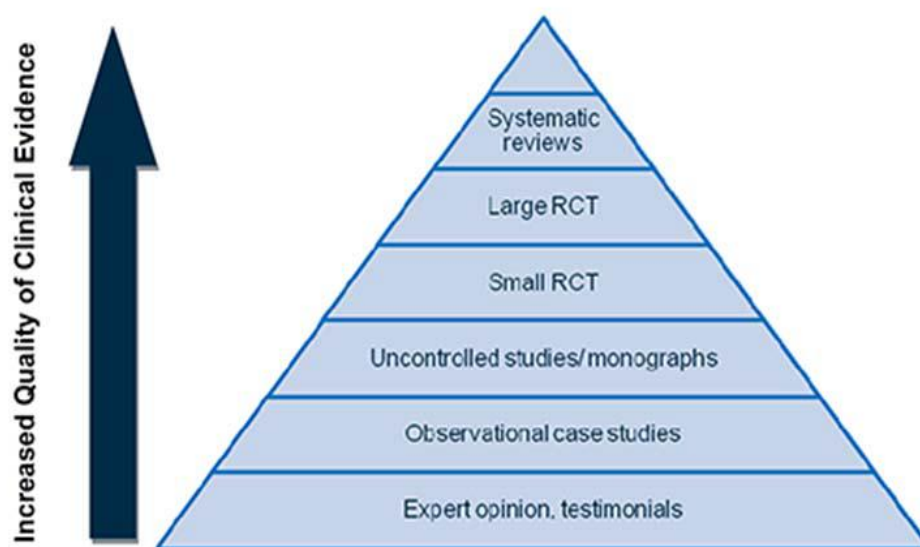 Increased Quality of Clinical Evidence
Systematic
reviews
Large RCT
Small RCT
Uncontrolled studies/monographs
Observational case studies
Expert opinion, testimonials